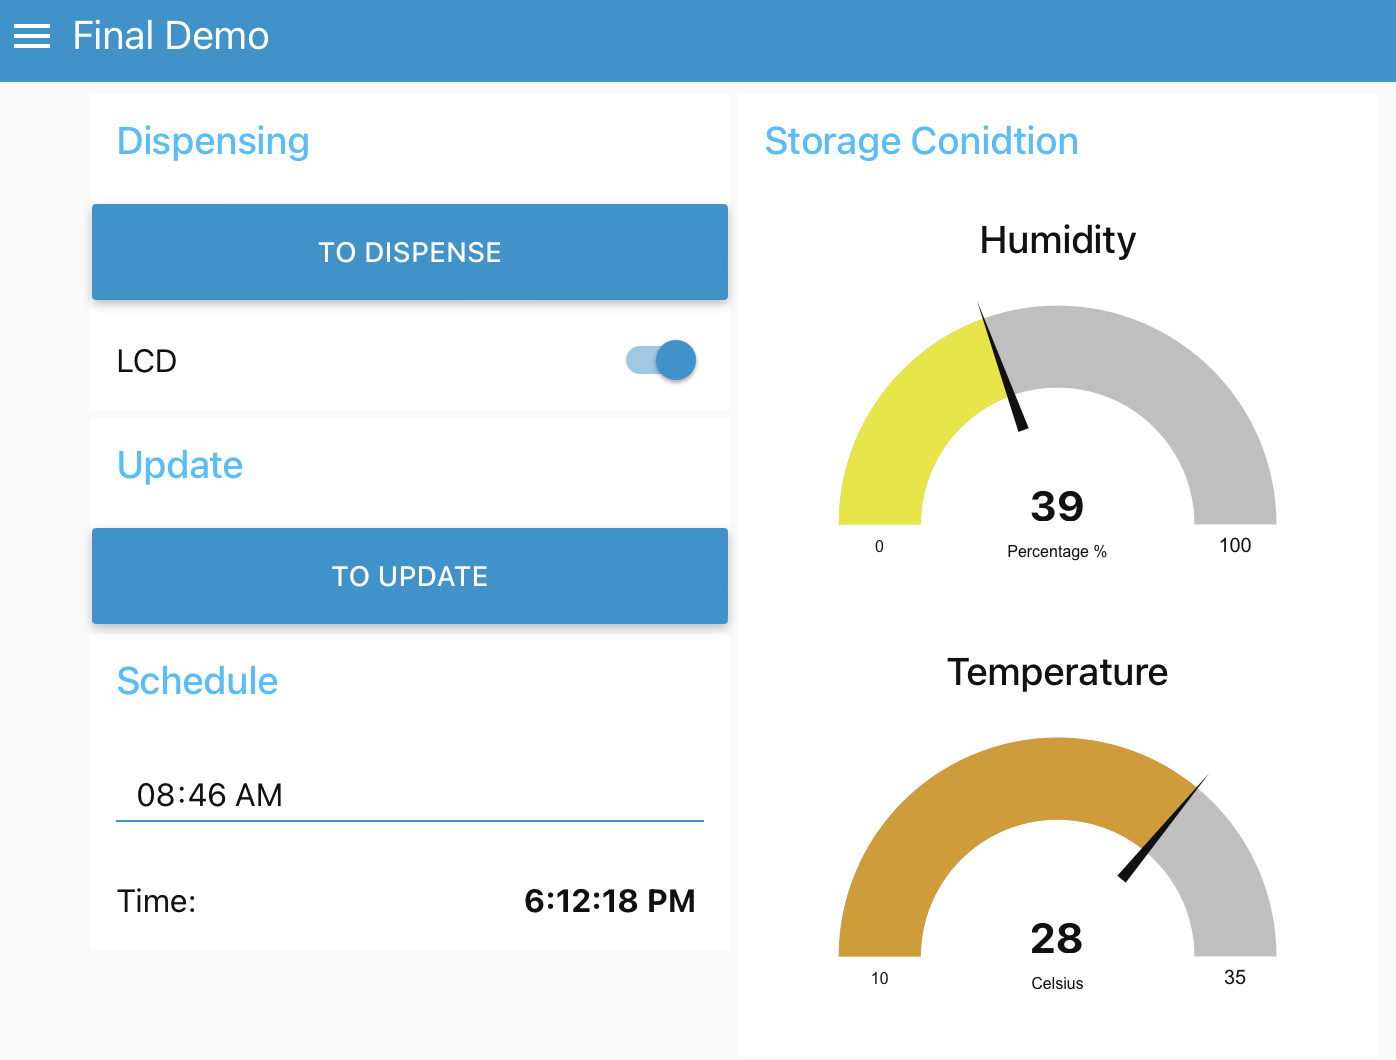 Final Demo
Dispensing
TO DISPENSE
LCD
Update
TO UPDATE
Schedule
08:46 AM
Time: 6:12:18 PM
Storage Conidtion
Humidity
39
0 Percentage % 100
Temperature
28
10 Celsius 35